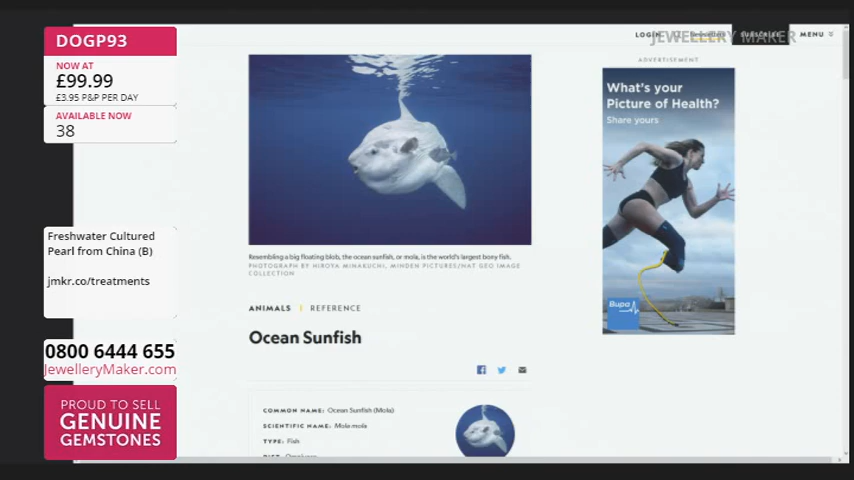 DOGP93
NOW AT
£99.99
£3.95 P&P PER DAY
AVAILABLE NOW
38
Freshwater Cultured
Pearl from China (B)
jmkr.co/treatments
0800 6444 655
JewelleryMaker.com
PROUD TO SELL
GENUINE
GEMSTONES
LOGIN
SUBSCRIBE
MENU
JEWELLERY MAKER
ADVERTISEMENT
What's your
Picture of Health?
Share yours
Bupa
Resembling a big floating blob, the ocean sunfish, or mola, is the world's largest bony fish.
PHOTOGRAPH BY HIROYA MINAKUCHI, MINDEN PICTURES/NAT GEO IMAGE
COLLECTION
ANIMALS | REFERENCE
Ocean Sunfish
COMMON NAME: Ocean Sunfish (Mola)
SCIENTIFIC NAME: Mola mola
TYPE: Fish